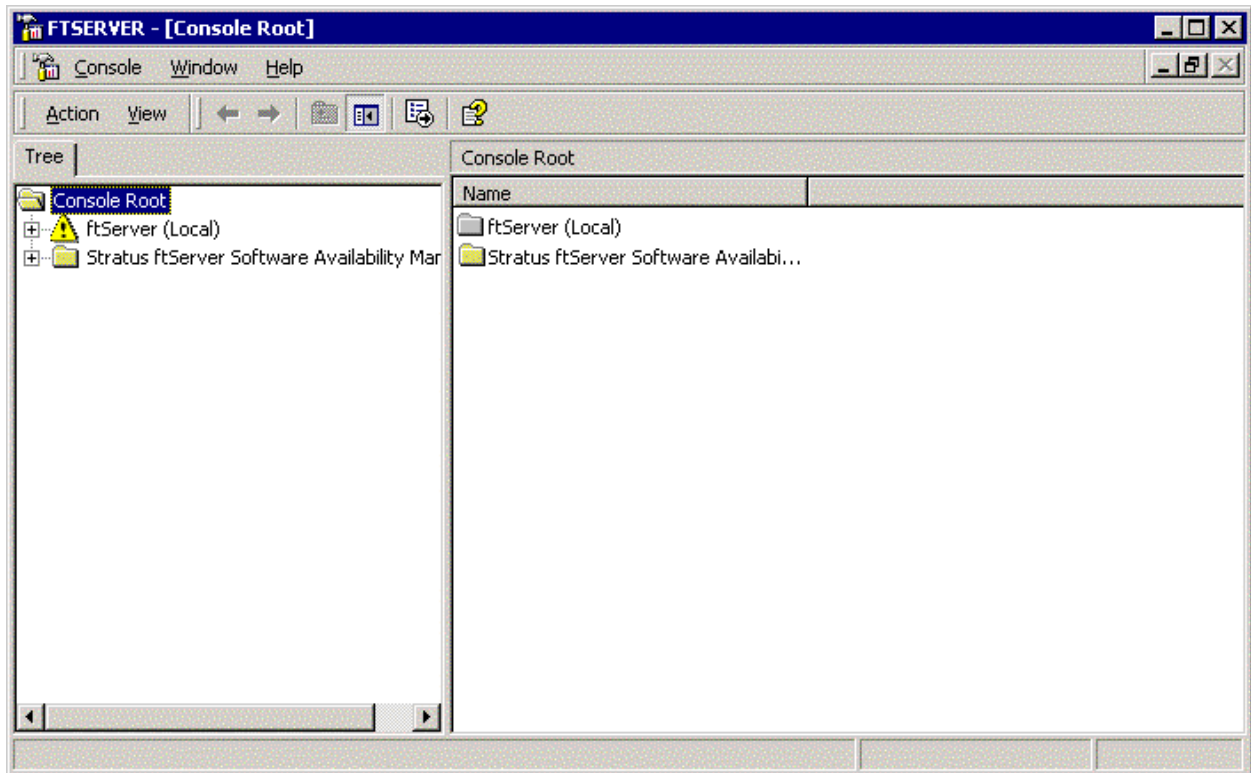 FTSERVER - [Console Root]
Console Window Help
Action View
Tree
Console Root
Console Root
Name
ftServer (Local)
ftServer (Local)
Stratus ftServer Software Availability Mar
Stratus ftServer Software Availabi...